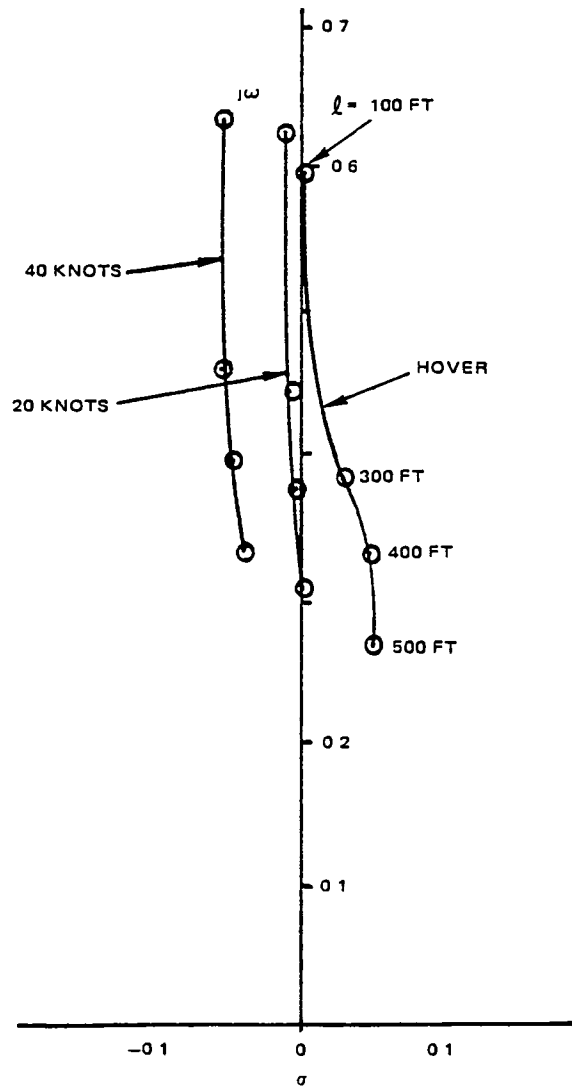 0 7
jω
ℓ = 100 FT
0 6
40 KNOTS
HOVER
20 KNOTS
300 FT
400 FT
500 FT
0 2
0 1
−0 1
0
0 1
σ